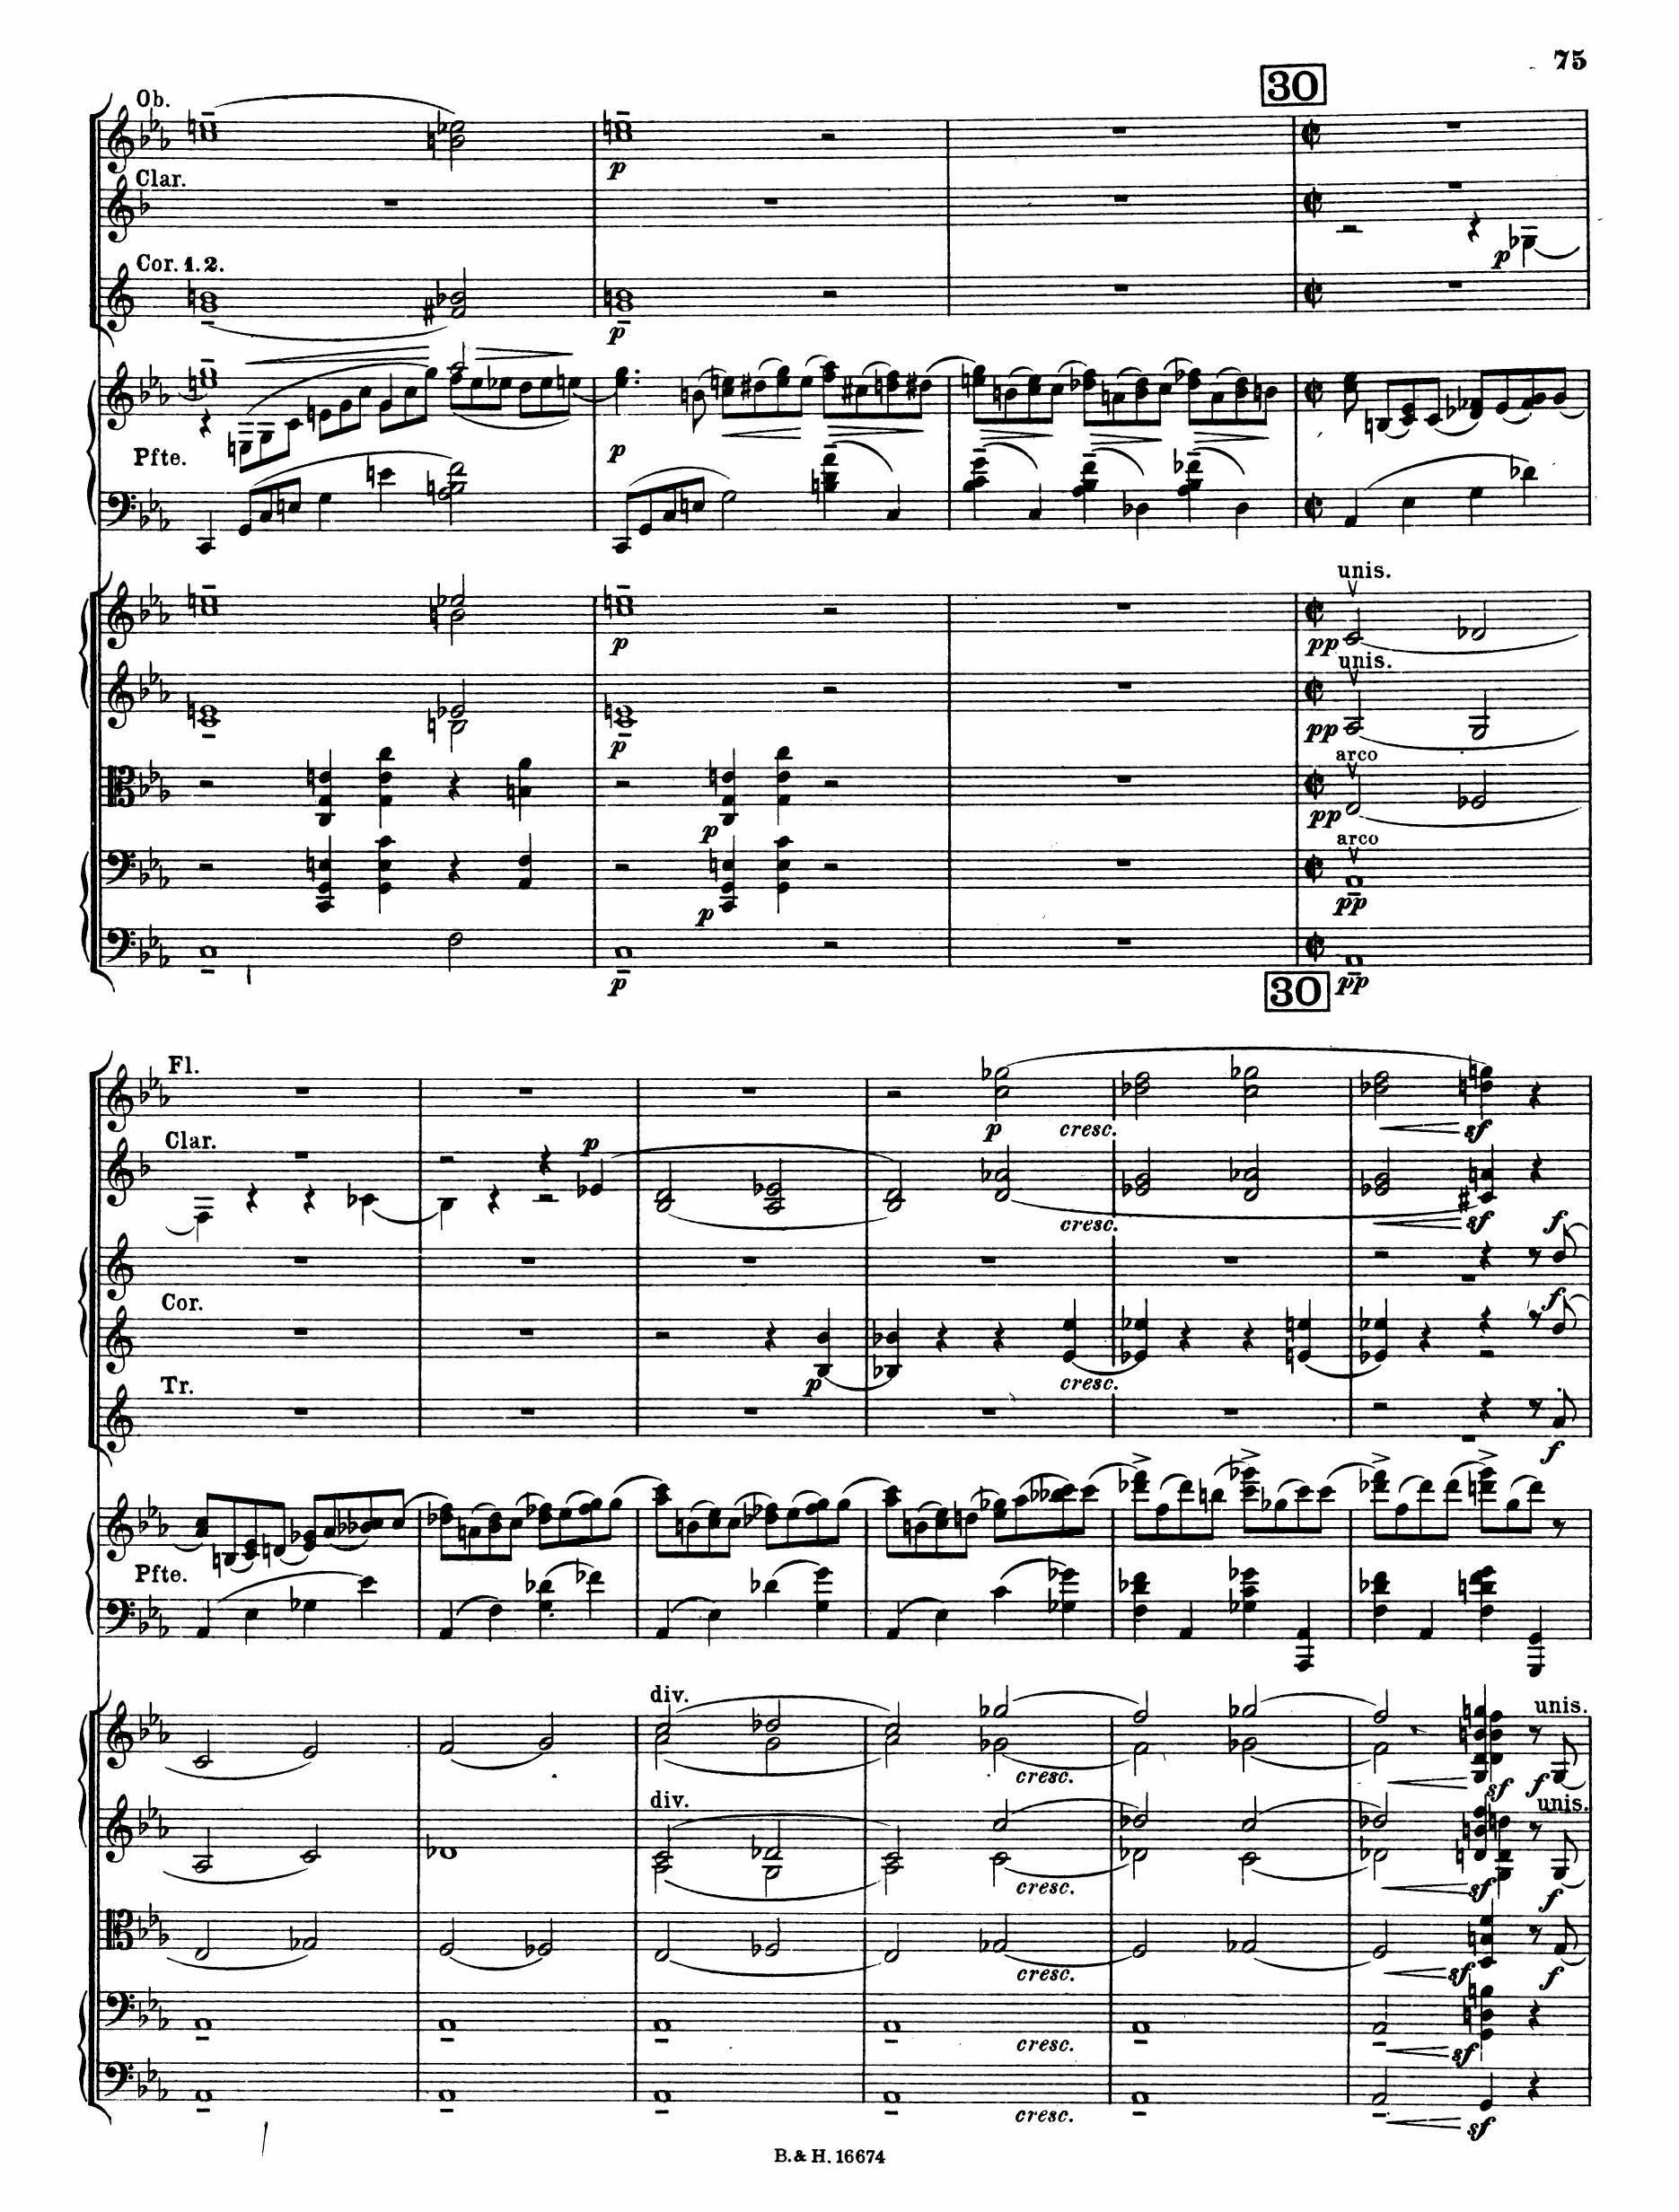 75
30
Ob.
Clar.
p
Cor. 1. 2.
p
p
Pfte.
p
unis.
p
pp
unis.
p
pp
arco
p
pp
arco
p
pp
p
pp
30
Fl.
p
cresc.
sf
Clar.
p
cresc.
sf
f
Cor.
f
p
cresc.
Tr.
f
Pfte.
div.
unis.
cresc.
sf
f
div.
unis.
cresc.
sf
f
cresc.
sf
f
cresc.
sf
cresc.
sf
B. & H. 16674